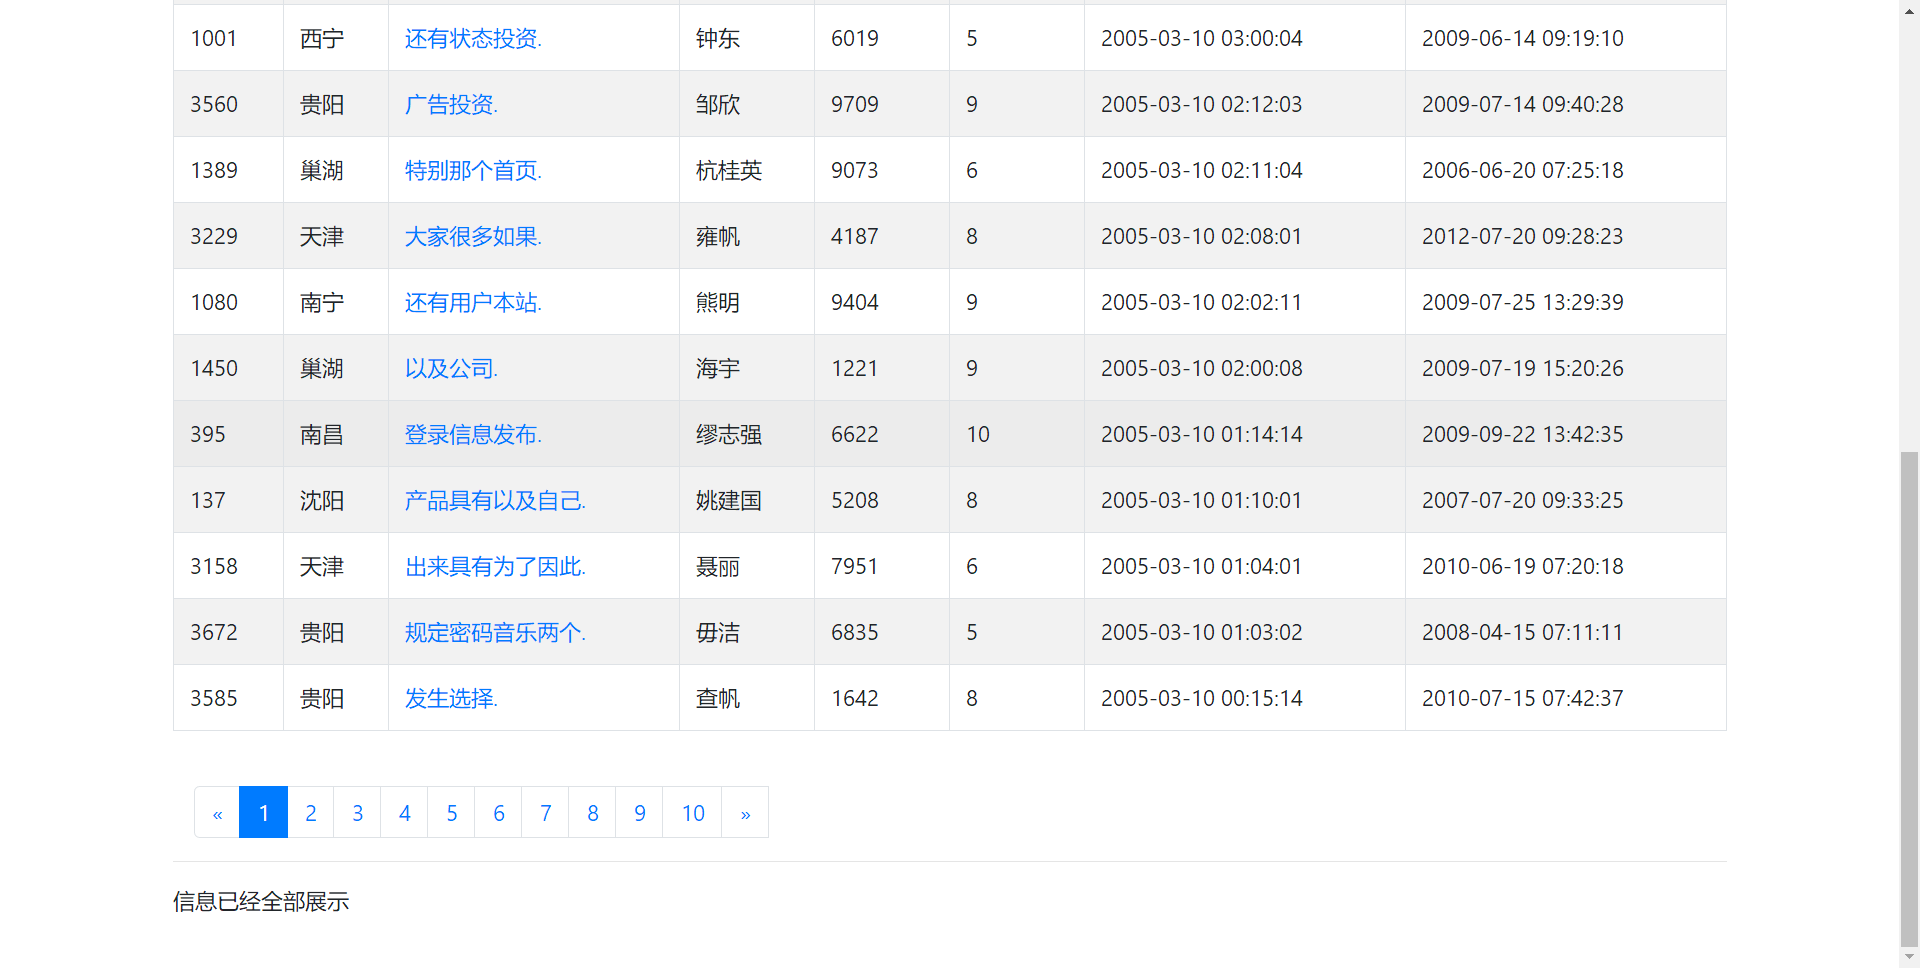 1001 西宁 还有状态投资. 钟东 6019 5 2005-03-10 03:00:04 2009-06-14 09:19:10
3560 贵阳 广告投资. 邹欣 9709 9 2005-03-10 02:12:03 2009-07-14 09:40:28
1389 巢湖 特别那个首页. 杭桂英 9073 6 2005-03-10 02:11:04 2006-06-20 07:25:18
3229 天津 大家很多如果. 雍帆 4187 8 2005-03-10 02:08:01 2012-07-20 09:28:23
1080 南宁 还有用户本站. 熊明 9404 9 2005-03-10 02:02:11 2009-07-25 13:29:39
1450 巢湖 以及公司. 海宇 1221 9 2005-03-10 02:00:08 2009-07-19 15:20:26
395 南昌 登录信息发布. 缪志强 6622 10 2005-03-10 01:14:14 2009-09-22 13:42:35
137 沈阳 产品具有以及自己. 姚建国 5208 8 2005-03-10 01:10:01 2007-07-20 09:33:25
3158 天津 出来具有为了因此. 聂丽 7951 6 2005-03-10 01:04:01 2010-06-19 07:20:18
3672 贵阳 规定密码音乐两个. 毋洁 6835 5 2005-03-10 01:03:02 2008-04-15 07:11:11
3585 贵阳 发生选择. 查帆 1642 8 2005-03-10 00:15:14 2010-07-15 07:42:37
« 1 2 3 4 5 6 7 8 9 10 »
信息已经全部展示